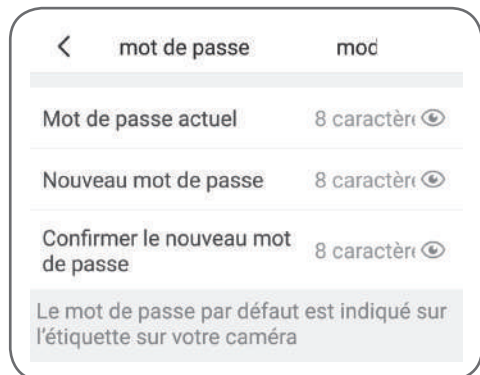 mot de passe mod
Mot de passe actuel 8 caractère
Nouveau mot de passe 8 caractère
Confirmer le nouveau mot
de passe 8 caractère
Le mot de passe par défaut est indiqué sur
l'étiquette sur votre caméra